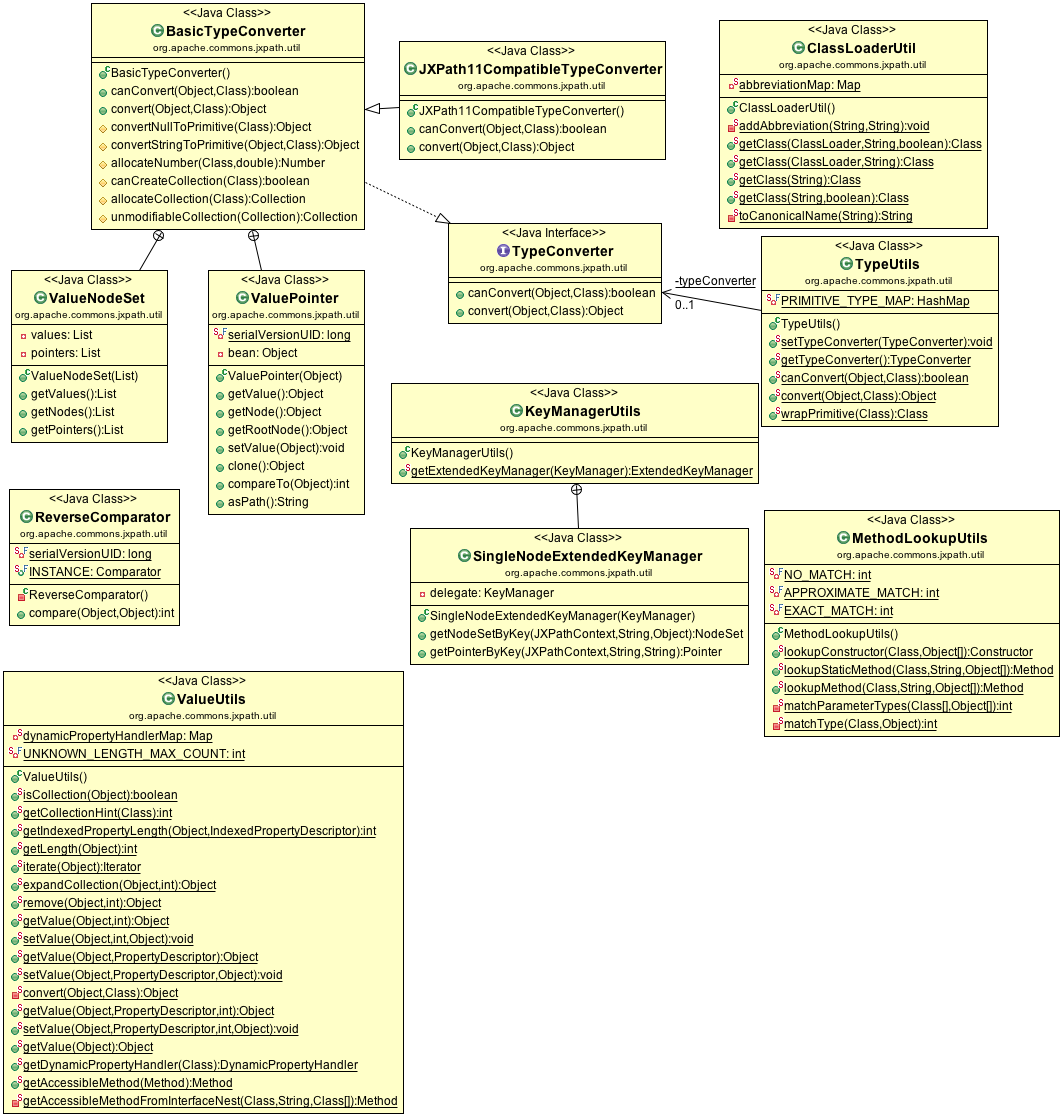 <<Java Class>>
BasicTypeConverter
org.apache.commons.jxpath.util
BasicTypeConverter()
canConvert(Object,Class):boolean
convert(Object,Class):Object
convertNullToPrimitive(Class):Object
convertStringToPrimitive(Object,Class):Object
allocateNumber(Class,double):Number
canCreateCollection(Class):boolean
allocateCollection(Class):Collection
unmodifiableCollection(Collection):Collection
<<Java Class>>
JXPath11CompatibleTypeConverter
org.apache.commons.jxpath.util
JXPath11CompatibleTypeConverter()
canConvert(Object,Class):boolean
convert(Object,Class):Object
<<Java Class>>
ClassLoaderUtil
org.apache.commons.jxpath.util
abbreviationMap: Map
ClassLoaderUtil()
addAbbreviation(String,String):void
getClass(ClassLoader,String,boolean):Class
getClass(ClassLoader,String):Class
getClass(String):Class
getClass(String,boolean):Class
toCanonicalName(String):String
<<Java Interface>>
TypeConverter
org.apache.commons.jxpath.util
canConvert(Object,Class):boolean
convert(Object,Class):Object
-typeConverter
0..1
<<Java Class>>
TypeUtils
org.apache.commons.jxpath.util
PRIMITIVE_TYPE_MAP: HashMap
TypeUtils()
setTypeConverter(TypeConverter):void
getTypeConverter():TypeConverter
canConvert(Object,Class):boolean
convert(Object,Class):Object
wrapPrimitive(Class):Class
<<Java Class>>
ValueNodeSet
org.apache.commons.jxpath.util
values: List
pointers: List
ValueNodeSet(List)
getValues():List
getNodes():List
getPointers():List
<<Java Class>>
ValuePointer
org.apache.commons.jxpath.util
serialVersionUID: long
bean: Object
ValuePointer(Object)
getValue():Object
getNode():Object
getRootNode():Object
setValue(Object):void
clone():Object
compareTo(Object):int
asPath():String
<<Java Class>>
KeyManagerUtils
org.apache.commons.jxpath.util
KeyManagerUtils()
getExtendedKeyManager(KeyManager):ExtendedKeyManager
<<Java Class>>
ReverseComparator
org.apache.commons.jxpath.util
serialVersionUID: long
INSTANCE: Comparator
ReverseComparator()
compare(Object,Object):int
<<Java Class>>
SingleNodeExtendedKeyManager
org.apache.commons.jxpath.util
delegate: KeyManager
SingleNodeExtendedKeyManager(KeyManager)
getNodeSetByKey(JXPathContext,String,Object):NodeSet
getPointerByKey(JXPathContext,String,String):Pointer
<<Java Class>>
MethodLookupUtils
org.apache.commons.jxpath.util
NO_MATCH: int
APPROXIMATE_MATCH: int
EXACT_MATCH: int
MethodLookupUtils()
lookupConstructor(Class,Object[]):Constructor
lookupStaticMethod(Class,String,Object[]):Method
lookupMethod(Class,String,Object[]):Method
matchParameterTypes(Class[],Object[]):int
matchType(Class,Object):int
<<Java Class>>
ValueUtils
org.apache.commons.jxpath.util
dynamicPropertyHandlerMap: Map
UNKNOWN_LENGTH_MAX_COUNT: int
ValueUtils()
isCollection(Object):boolean
getCollectionHint(Class):int
getIndexedPropertyLength(Object,IndexedPropertyDescriptor):int
getLength(Object):int
iterate(Object):Iterator
expandCollection(Object,int):Object
remove(Object,int):Object
getValue(Object,int):Object
setValue(Object,int,Object):void
getValue(Object,PropertyDescriptor):Object
setValue(Object,PropertyDescriptor,Object):void
convert(Object,Class):Object
getValue(Object,PropertyDescriptor,int):Object
setValue(Object,PropertyDescriptor,int,Object):void
getValue(Object):Object
getDynamicPropertyHandler(Class):DynamicPropertyHandler
getAccessibleMethod(Method):Method
getAccessibleMethodFromInterfaceNest(Class,String,Class[]):Method